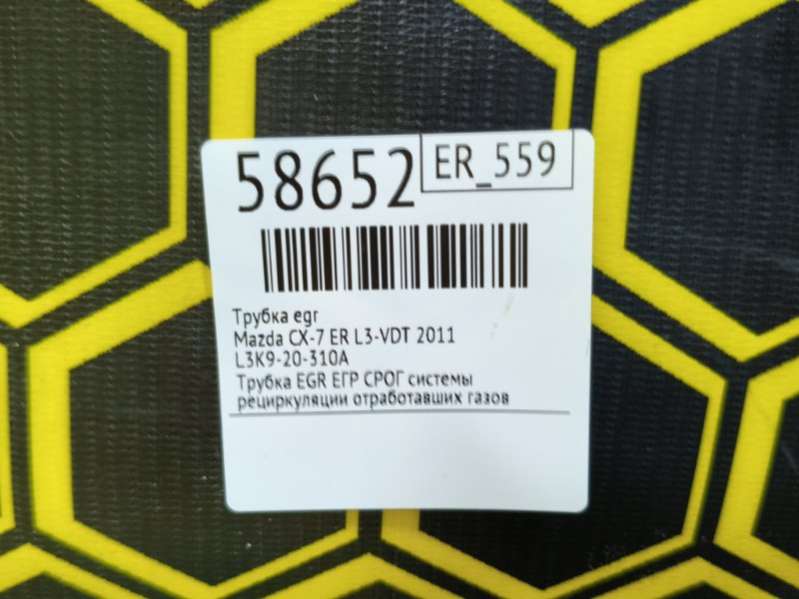 58652
ER_559
Трубка egr
Mazda CX-7 ER L3-VDT 2011
L3K9-20-310A
Трубка EGR ЕГР СРОГ системы
рециркуляции отработавших газов